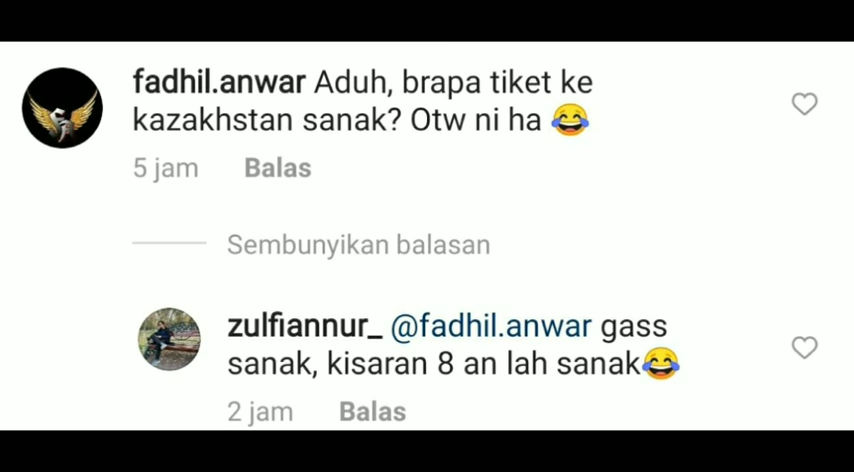 fadhil.anwar Aduh, brapa tiket ke
kazakhstan sanak? Otw ni ha 😂
5 jam Balas
Sembunyikan balasan
zulfiannur_ @fadhil.anwar gass
sanak, kisaran 8 an lah sanak😂
2 jam Balas